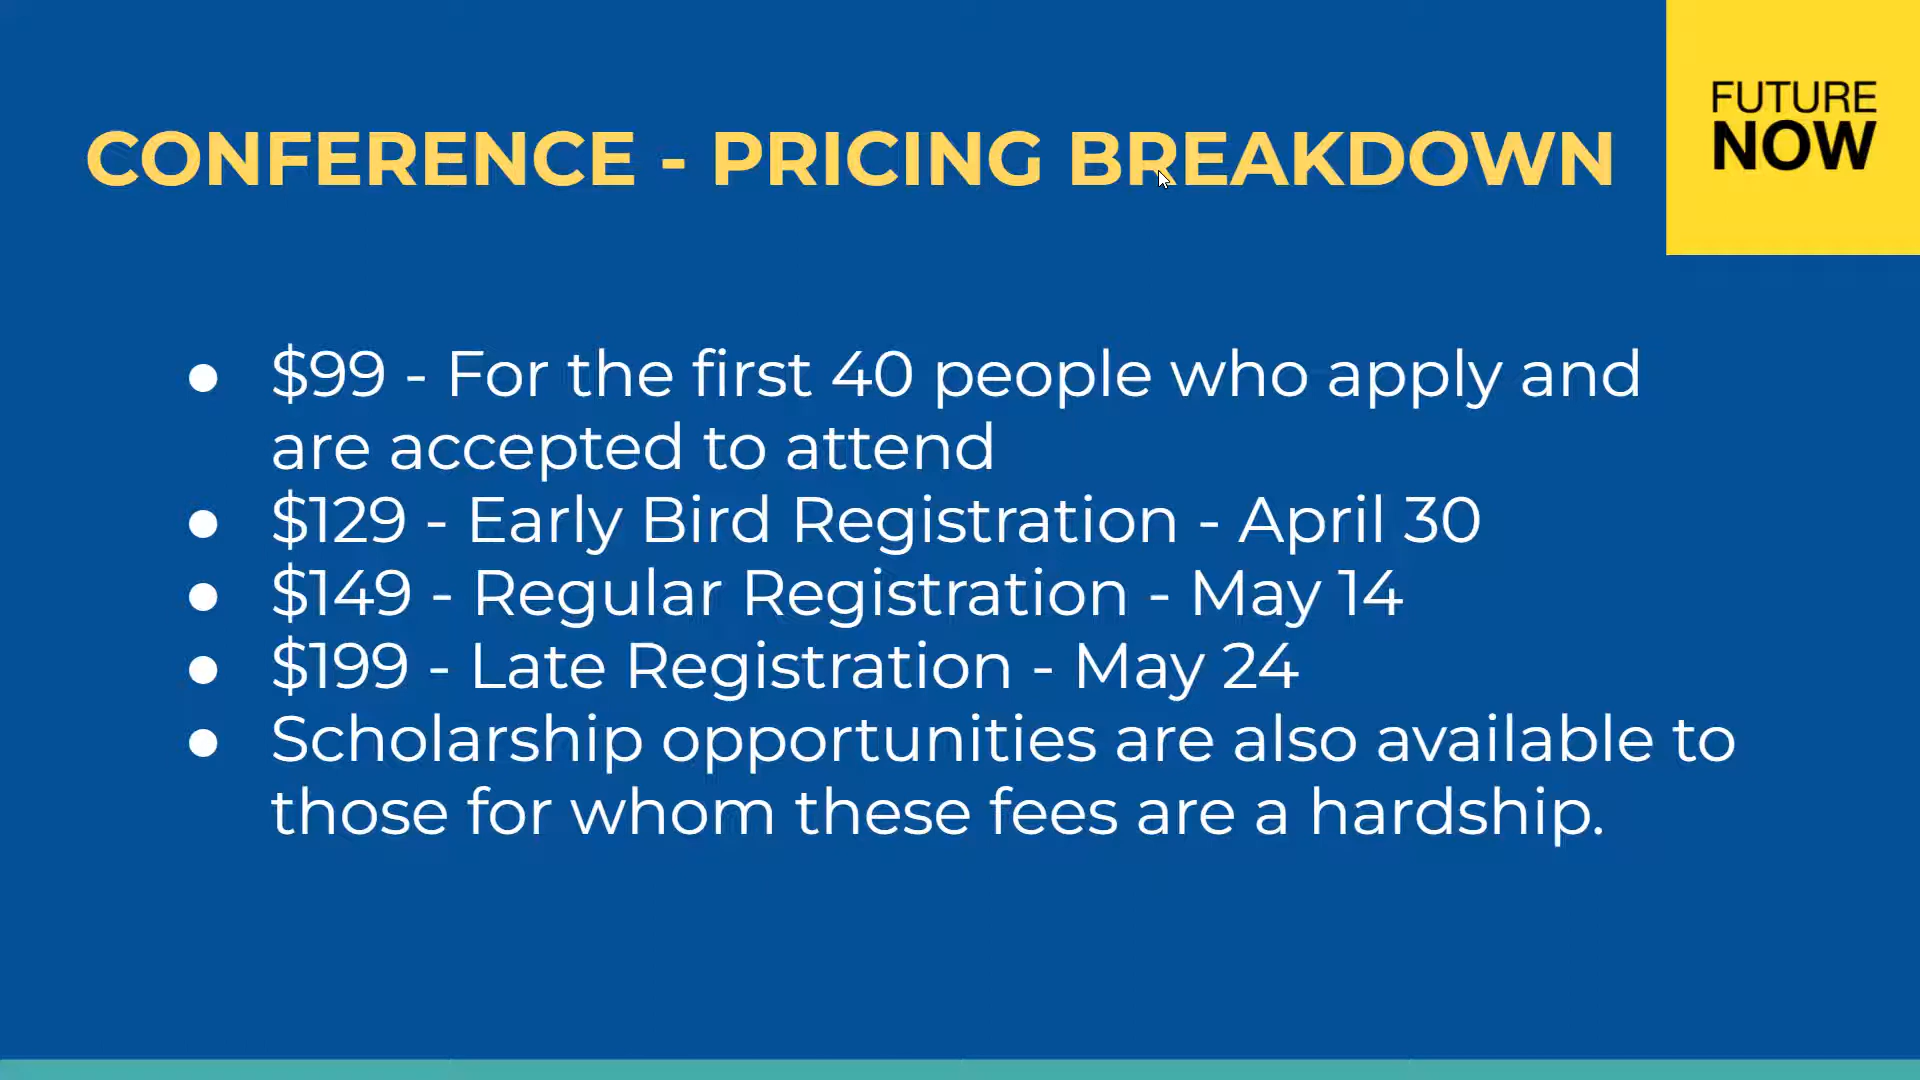 FUTURE
NOW
CONFERENCE - PRICING BREAKDOWN
● $99 - For the first 40 people who apply and
are accepted to attend
● $129 - Early Bird Registration - April 30
● $149 - Regular Registration - May 14
● $199 - Late Registration - May 24
● Scholarship opportunities are also available to
those for whom these fees are a hardship.